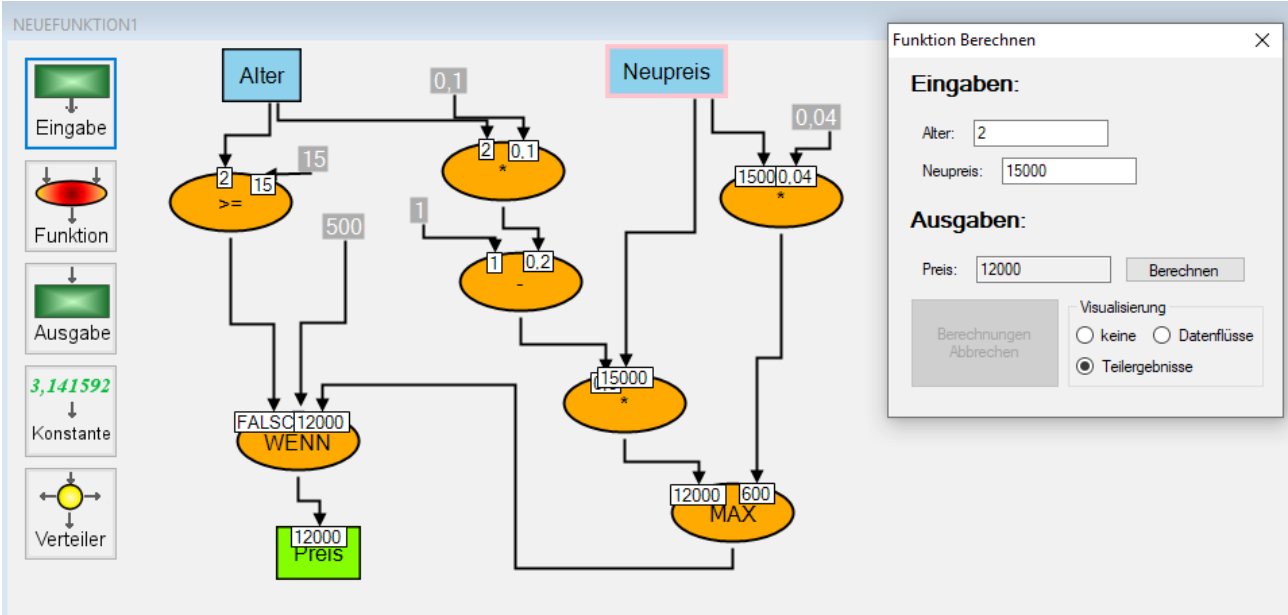 NEUEFUNKTION1
Eingabe
Funktion
Ausgabe
3,141592
Konstante
Verteiler
Alter
0,1
Neupreis
0,04
15
2
15
>=
2
0,1
*
1500
0,04
*
500
1
1
0,2
-
15000
*
FALSC
12000
WENN
12000
600
MAX
12000
Preis
Funktion Berechnen
Eingaben:
Alter: 2
Neupreis: 15000
Ausgaben:
Preis: 12000 Berechnen
Berechnungen
Abbrechen
Visualisierung
keine Datenflüsse
Teilergebnisse